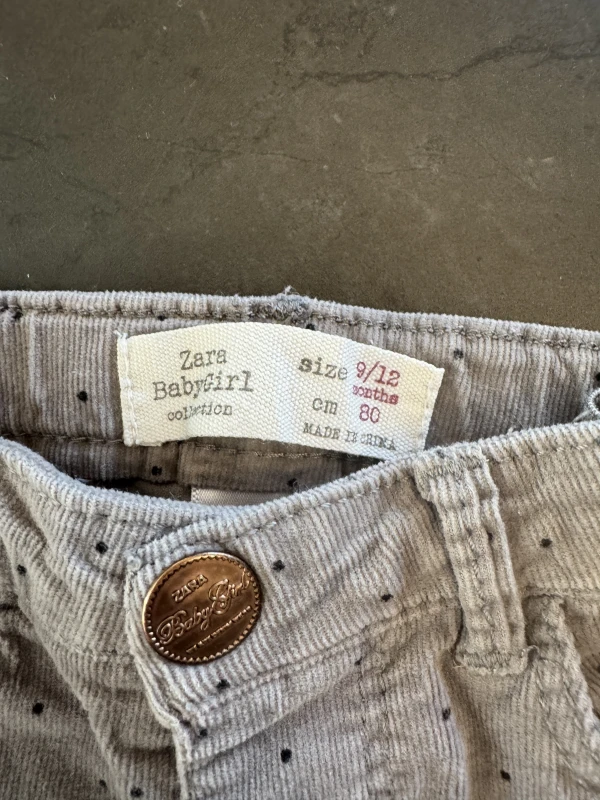 Zara
BabyGirl
collection
size 9/12
months
cm 80
MADE IN CHINA
ZARA
BabyGirl